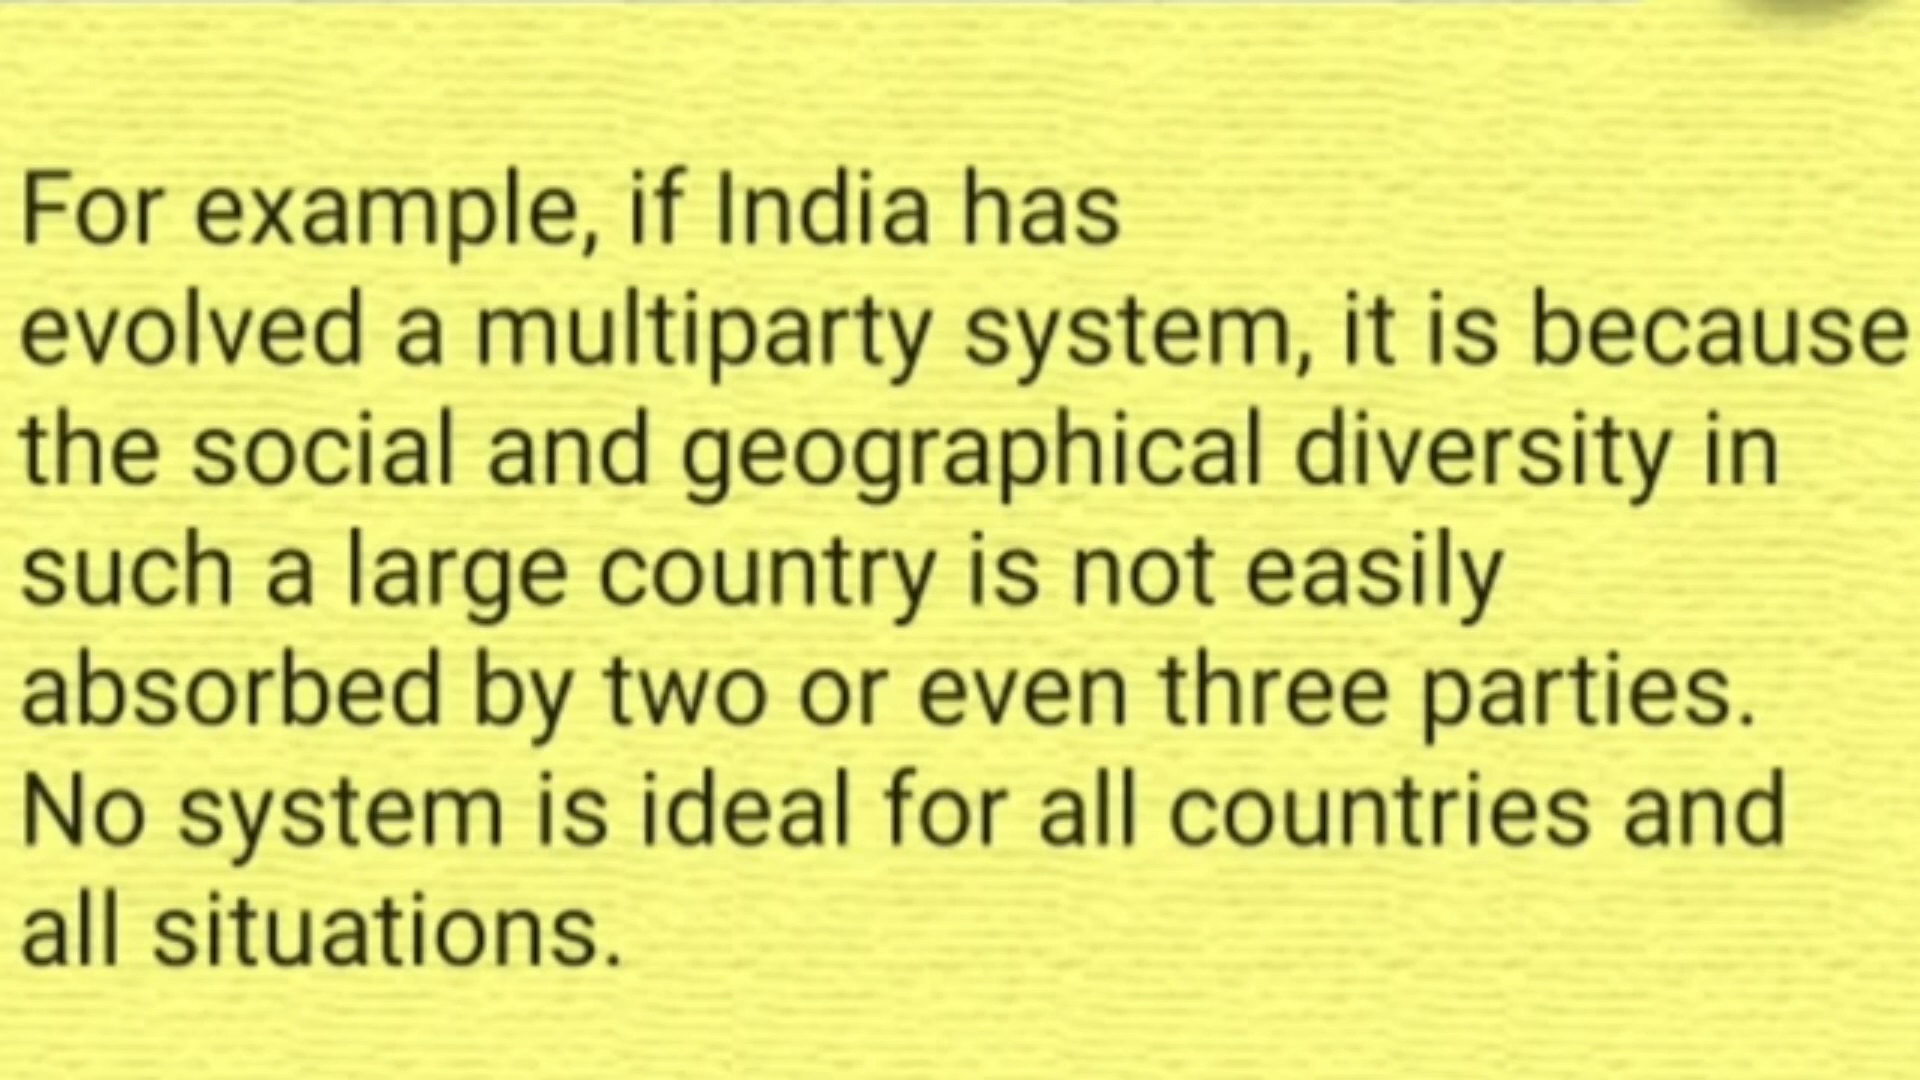 For example, if India has
evolved a multiparty system, it is because
the social and geographical diversity in
such a large country is not easily
absorbed by two or even three parties.
No system is ideal for all countries and
all situations.